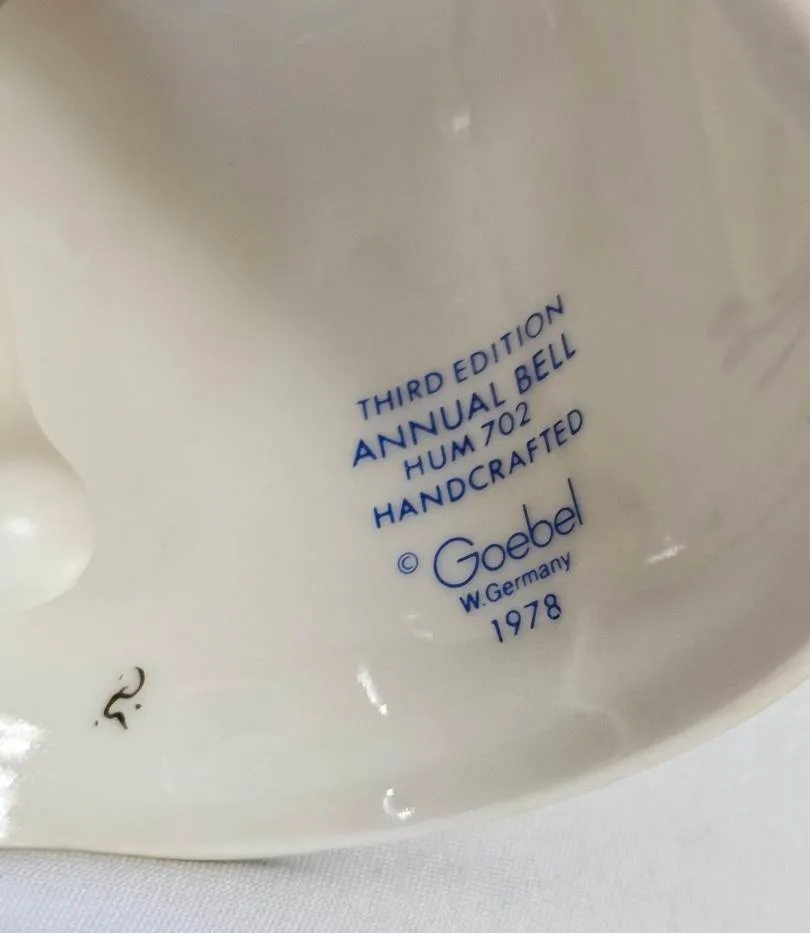 THIRD EDITION
ANNUAL BELL
HUM 702
HANDCRAFTED
© Goebel
W.Germany
1978